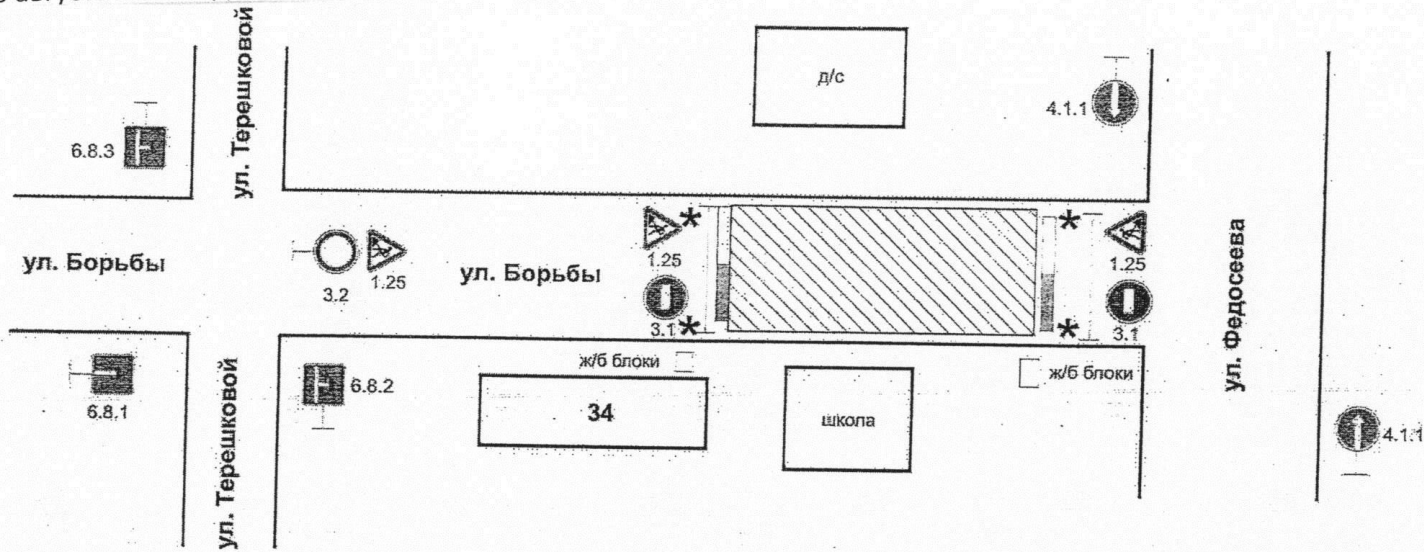 ул. Терешковой
д/с
4.1.1
6.8.3
ул. Борьбы
3.2
1.25
ул. Борьбы
1.25
3.1
*
*
*
*
1.25
3.1
ул. Федосеева
6.8.1
ул. Терешковой
6.8.2
ж/б блоки
34
школа
ж/б блоки
4.1.1